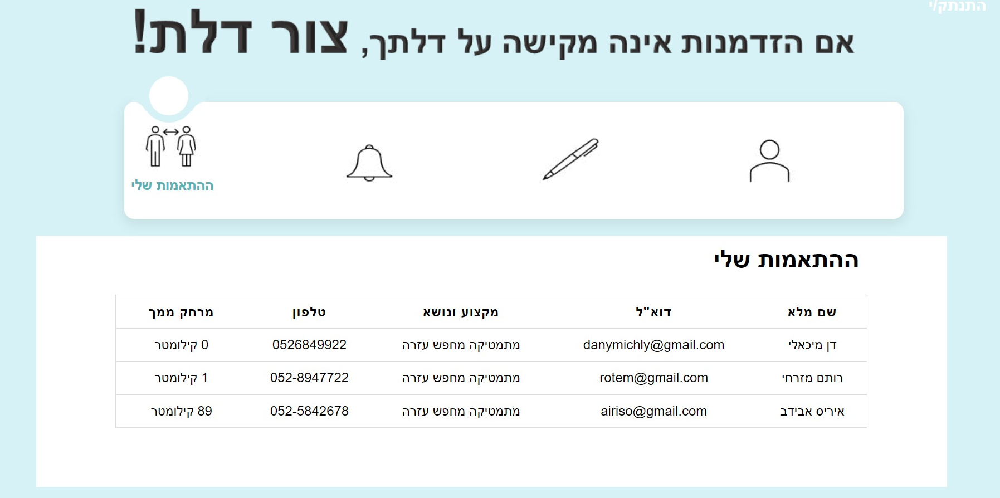 התנתק/י
אם הזדמנות אינה מקישה על דלתך, צור דלת!
ההתאמות שלי
ההתאמות שלי
שם מלא דוא"ל מקצוע ונושא טלפון מרחק ממך
דן מיכאלי danymichly@gmail.com מתמטיקה מחפש עזרה 0526849922 0 קילומטר
רותם מזרחי rotem@gmail.com מתמטיקה מחפש עזרה 052-8947722 1 קילומטר
איריס אבידב airiso@gmail.com מתמטיקה מחפש עזרה 052-5842678 89 קילומטר